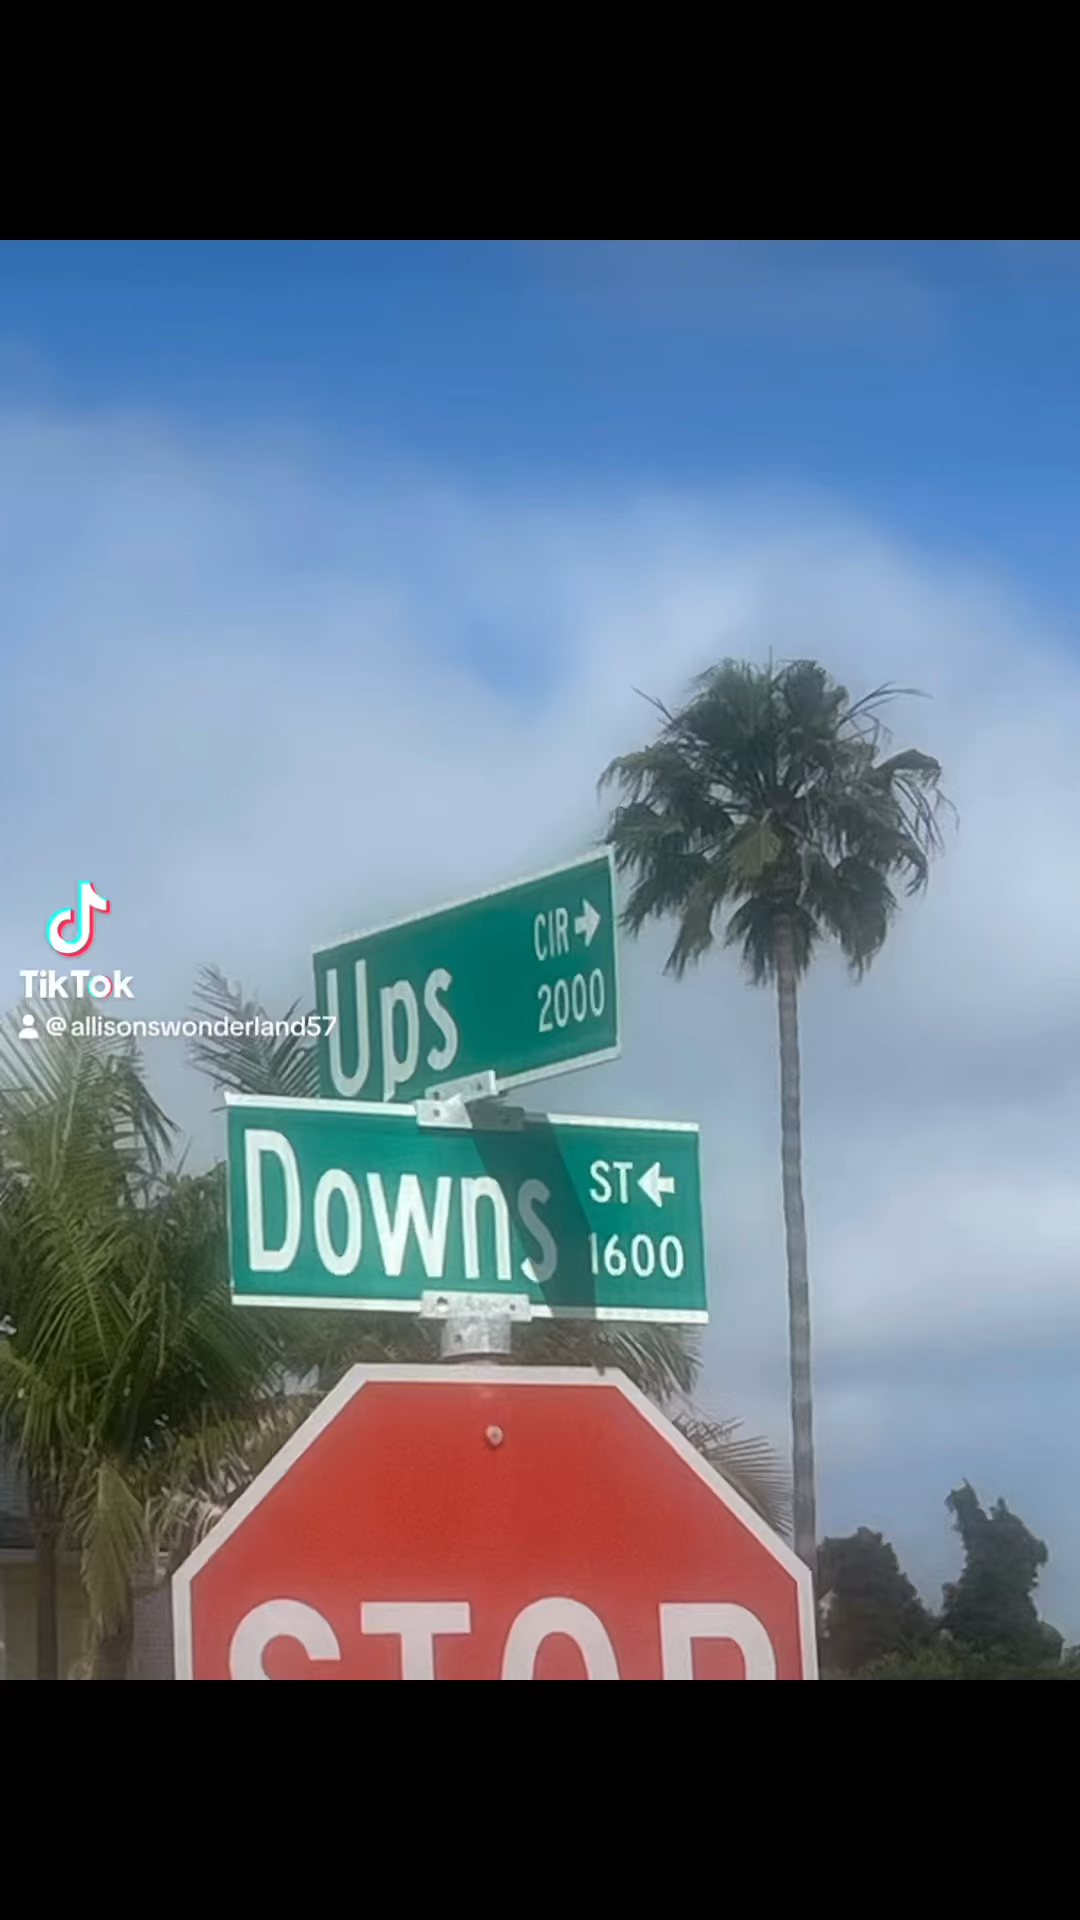 Ups
CIR→
2000
Downs
ST←
1600
STOP
TikTok
@allisonswonderland57